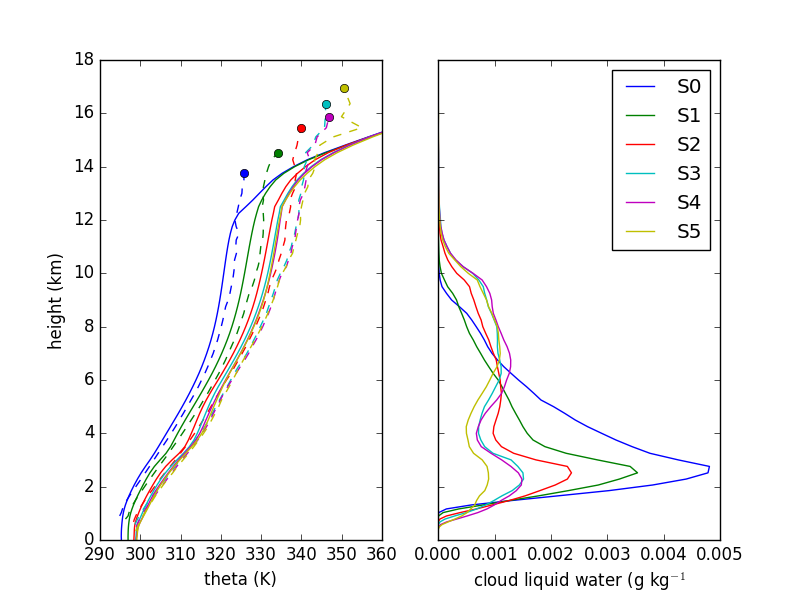 18
16
14
12
10
8
6
4
2
0
height (km)
290 300 310 320 330 340 350 360
theta (K)
S0
S1
S2
S3
S4
S5
0.000 0.001 0.002 0.003 0.004 0.005
cloud liquid water (g kg⁻¹